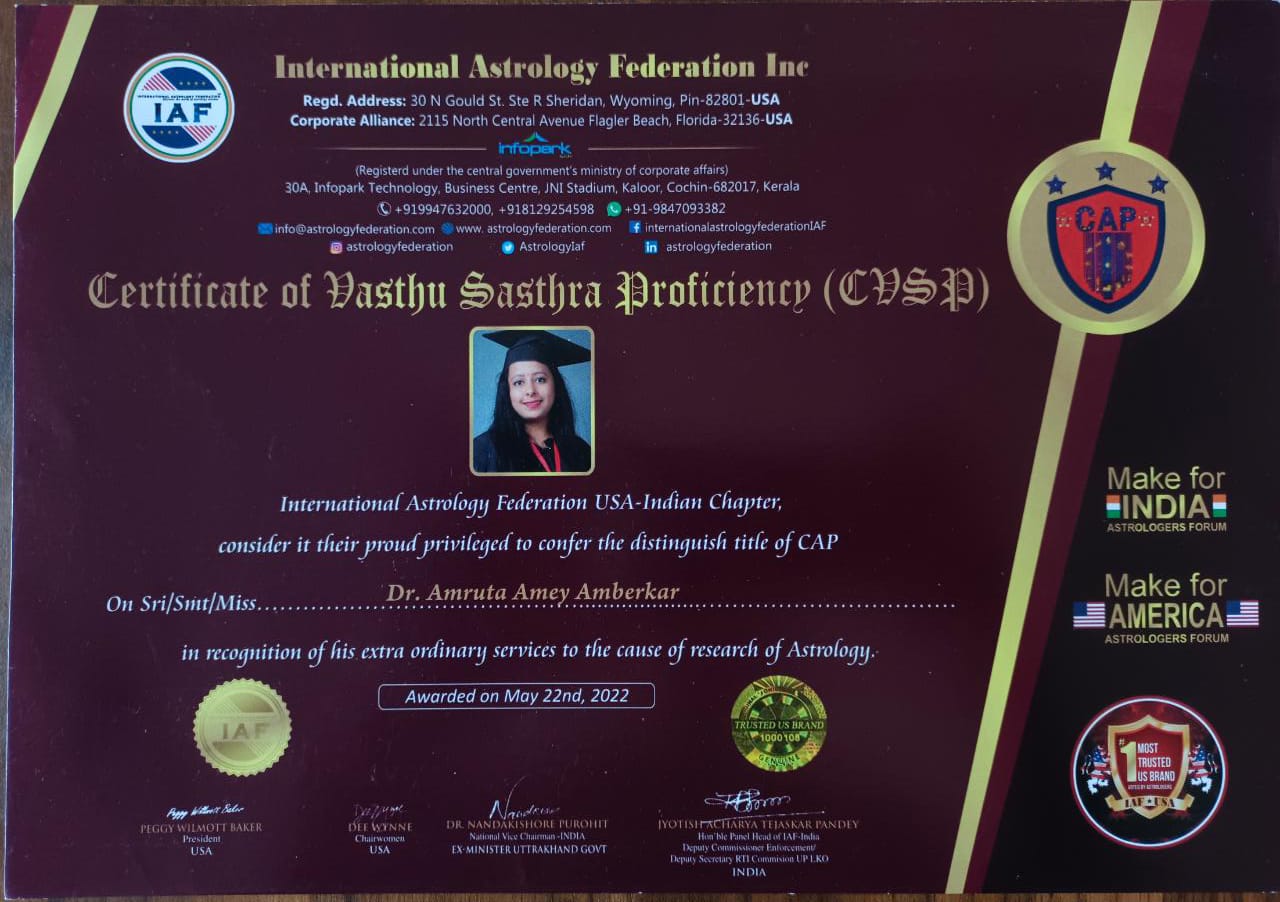 International Astrology Federation Inc
IAF
Regd. Address: 30 N Gould St. Ste R Sheridan, Wyoming, Pin-82801-USA
Corporate Alliance: 2115 North Central Avenue Flagler Beach, Florida-32136-USA
infopark
(Registerd under the central government's ministry of corporate affairs)
30A, Infopark Technology, Business Centre, JNI Stadium, Kaloor, Cochin-682017, Kerala
+919947632000, +918129254598 +91-9847093382
info@astrologyfederation.com www. astrologyfederation.com internationalastrologyfederationIAF
astrologyfederation AstrologyIaf astrologyfederation
CAP
Certificate of Vasthu Sasthra Proficiency (CVSP)
International Astrology Federation USA-Indian Chapter,
consider it their proud privileged to confer the distinguish title of CAP
On Sri/Smt/Miss Dr. Amruta Amey Amberkar
in recognition of his extra ordinary services to the cause of research of Astrology.
Awarded on May 22nd, 2022
Make for
INDIA
ASTROLOGERS FORUM
Make for
AMERICA
ASTROLOGERS FORUM
IAF
TRUSTED US BRAND
1000108
GENUINE
#1 MOST
TRUSTED
US BRAND
VOTED BY ASTROLOGERS
IAF USA
Peggy Wilmott Baker
PEGGY WILMOTT BAKER
President
USA
DEE WYNNE
Chairwomen
USA
DR. NANDAKISHORE PUROHIT
National Vice Chairman -INDIA
EX-MINISTER UTTRAKHAND GOVT
JYOTISH ACHARYA TEJASKAR PANDEY
Hon'ble Panel Head of IAF-India
Deputy Commissioner Enforcement/
Deputy Secretary RTI Commision UP LKO
INDIA